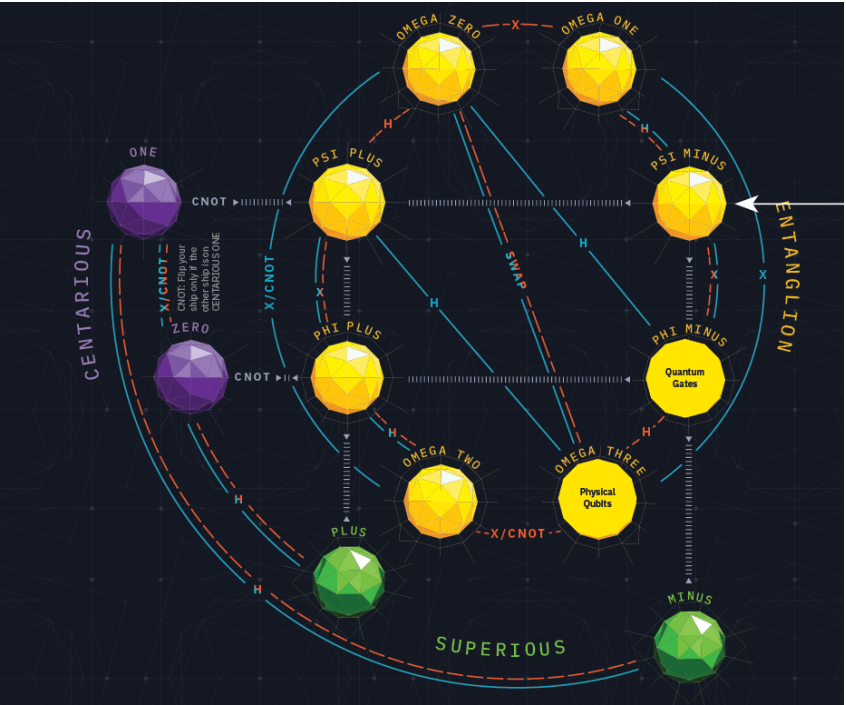 OMEGA ZERO
X
OMEGA ONE
H
H
ONE
PSI PLUS
PSI MINUS
CNOT
ENTANGLION
CENTARIOUS
X/CNOT
CNOT: Flip your
ship only if the
other ship is on
CENTARIOUS ONE
X/CNOT
X
H
SWAP
H
X
X
ZERO
PHI PLUS
PHI MINUS
CNOT
Quantum
Gates
H
H
OMEGA TWO
OMEGA THREE
Physical
Qubits
H
X/CNOT
PLUS
H
MINUS
SUPERIOUS